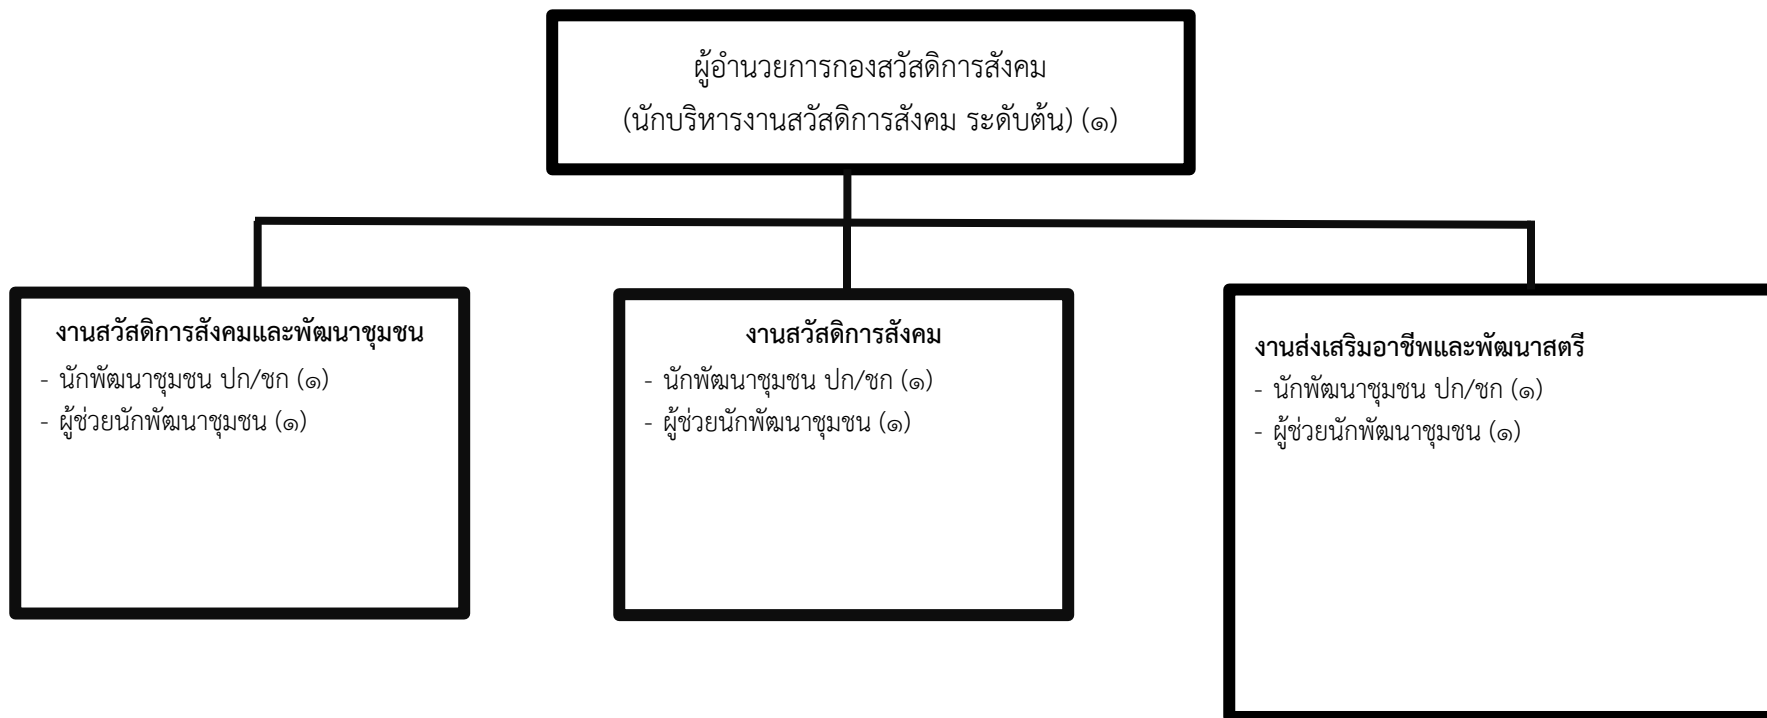 ผู้อำนวยการกองสวัสดิการสังคม
(นักบริหารงานสวัสดิการสังคม ระดับต้น) (๑)
งานสวัสดิการสังคมและพัฒนาชุมชน
- นักพัฒนาชุมชน ปก/ชก (๑)
- ผู้ช่วยนักพัฒนาชุมชน (๑)
งานสวัสดิการสังคม
- นักพัฒนาชุมชน ปก/ชก (๑)
- ผู้ช่วยนักพัฒนาชุมชน (๑)
งานส่งเสริมอาชีพและพัฒนาสตรี
- นักพัฒนาชุมชน ปก/ชก (๑)
- ผู้ช่วยนักพัฒนาชุมชน (๑)